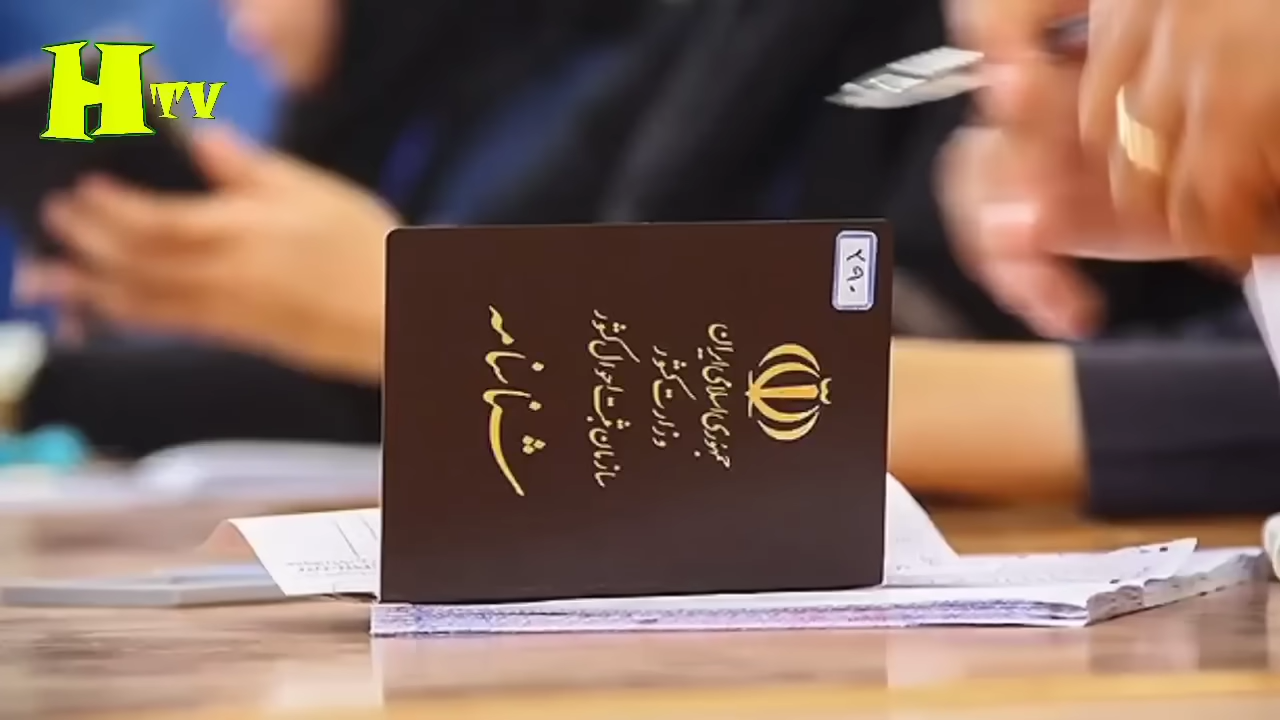 HTV
۲۹۰
جمهوری اسلامی ایران
وزارت کشور
سازمان ثبت احوال کشور
شناسنامه